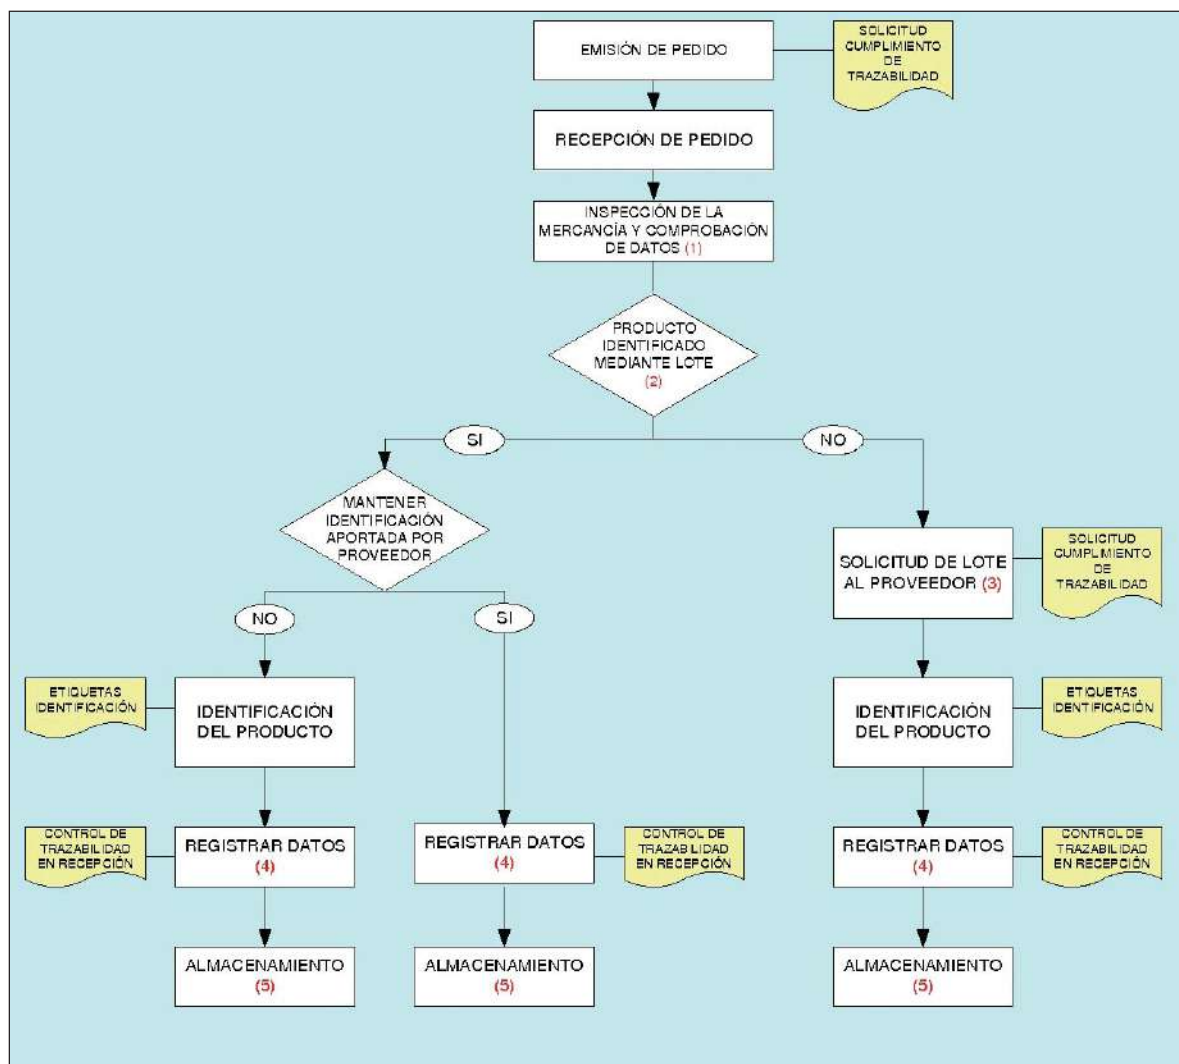 EMISIÓN DE PEDIDO
SOLICITUD
CUMPLIMIENTO
DE
TRAZABILIDAD
RECEPCIÓN DE PEDIDO
INSPECCIÓN DE LA
MERCANCÍA Y COMPROBACIÓN
DE DATOS (1)
PRODUCTO
IDENTIFICADO
MEDIANTE LOTE
(2)
SI
NO
MANTENER
IDENTIFICACIÓN
APORTADA POR
PROVEEDOR
SOLICITUD DE LOTE
AL PROVEEDOR (3)
SOLICITUD
CUMPLIMIENTO
DE
TRAZABILIDAD
NO
SI
ETIQUETAS
IDENTIFICACIÓN
IDENTIFICACIÓN
DEL PRODUCTO
IDENTIFICACIÓN
DEL PRODUCTO
ETIQUETAS
IDENTIFICACIÓN
CONTROL DE
TRAZABILIDAD
EN RECEPCIÓN
REGISTRAR DATOS
(4)
REGISTRAR DATOS
(4)
CONTROL DE
TRAZABILIDAD
EN RECEPCIÓN
REGISTRAR DATOS
(4)
CONTROL DE
TRAZABILIDAD
EN RECEPCIÓN
ALMACENAMIENTO
(5)
ALMACENAMIENTO
(5)
ALMACENAMIENTO
(5)